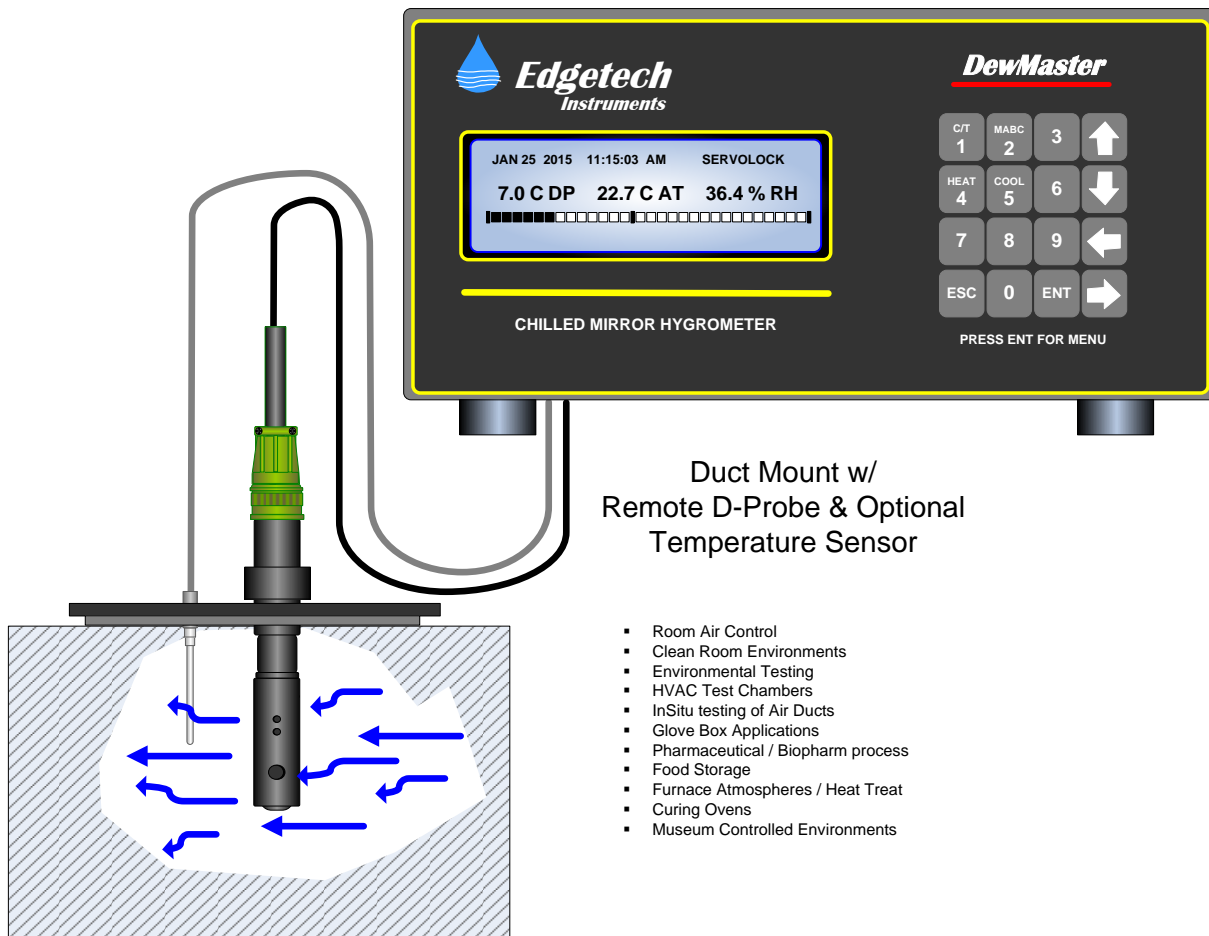 Edgetech
Instruments
DewMaster
JAN 25 2015 11:15:03 AM SERVOLOCK
7.0 C DP 22.7 C AT 36.4 % RH
CHILLED MIRROR HYGROMETER
C/T
1
MABC
2
3
HEAT
4
COOL
5
6
7
8
9
ESC
0
ENT
PRESS ENT FOR MENU
Duct Mount w/
Remote D-Probe & Optional
Temperature Sensor
▪ Room Air Control
▪ Clean Room Environments
▪ Environmental Testing
▪ HVAC Test Chambers
▪ InSitu testing of Air Ducts
▪ Glove Box Applications
▪ Pharmaceutical / Biopharm process
▪ Food Storage
▪ Furnace Atmospheres / Heat Treat
▪ Curing Ovens
▪ Museum Controlled Environments